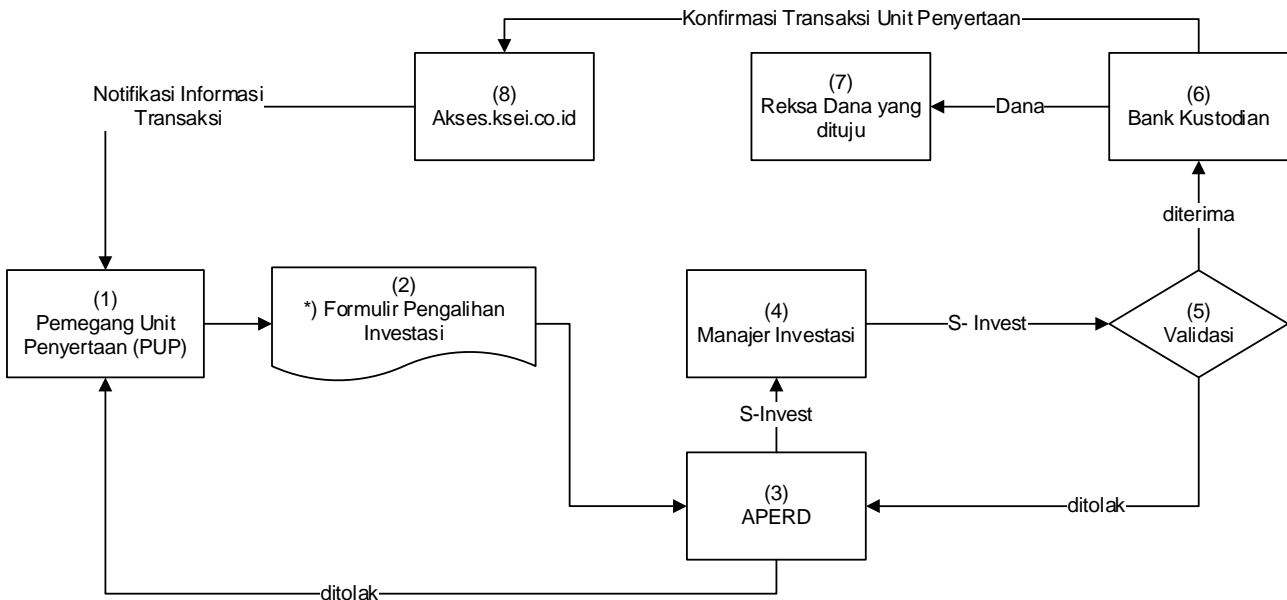 Konfirmasi Transaksi Unit Penyertaan
Notifikasi Informasi
Transaksi
(8)
Akses.ksei.co.id
(7)
Reksa Dana yang
dituju
Dana
(6)
Bank Kustodian
diterima
(1)
Pemegang Unit
Penyertaan (PUP)
(2)
*) Formulir Pengalihan
Investasi
(4)
Manajer Investasi
S- Invest
(5)
Validasi
S-Invest
(3)
APERD
ditolak
ditolak